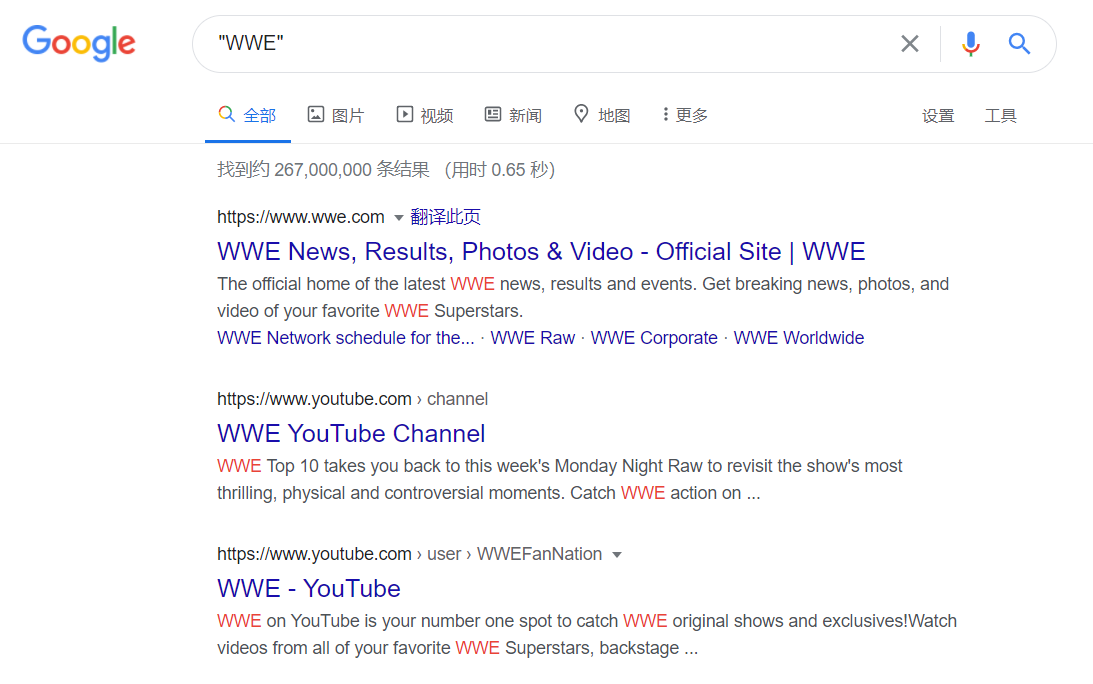 Google
"WWE"
全部 图片 视频 新闻 地图 更多 设置 工具
找到约 267,000,000 条结果 （用时 0.65 秒）
https://www.wwe.com 翻译此页
WWE News, Results, Photos & Video - Official Site | WWE
The official home of the latest WWE news, results and events. Get breaking news, photos, and
video of your favorite WWE Superstars.
WWE Network schedule for the... · WWE Raw · WWE Corporate · WWE Worldwide
https://www.youtube.com › channel
WWE YouTube Channel
WWE Top 10 takes you back to this week's Monday Night Raw to revisit the show's most
thrilling, physical and controversial moments. Catch WWE action on ...
https://www.youtube.com › user › WWEFanNation
WWE - YouTube
WWE on YouTube is your number one spot to catch WWE original shows and exclusives!Watch
videos from all of your favorite WWE Superstars, backstage ...